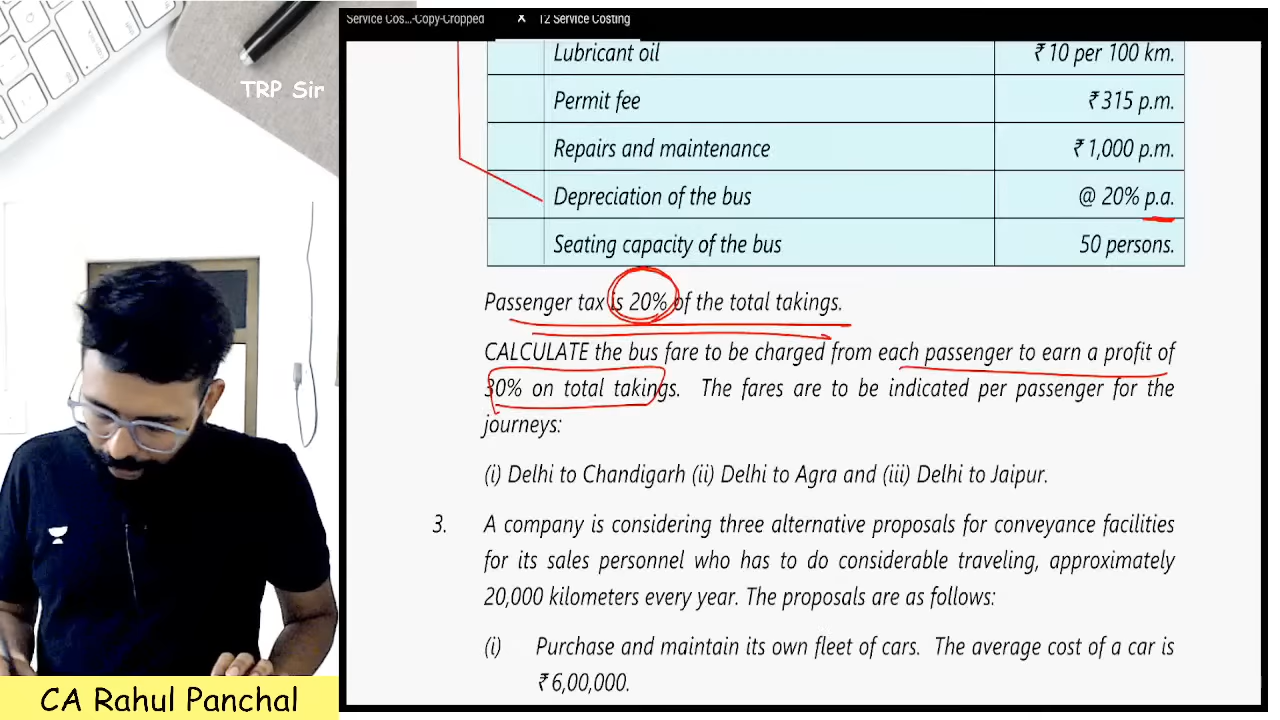 Service Cos...-Copy-Cropped
12 Service Costing
TRP Sir
Lubricant oil ₹ 10 per 100 km.
Permit fee ₹ 315 p.m.
Repairs and maintenance ₹ 1,000 p.m.
Depreciation of the bus @ 20% p.a.
Seating capacity of the bus 50 persons.
Passenger tax is 20% of the total takings.
CALCULATE the bus fare to be charged from each passenger to earn a profit of
30% on total takings. The fares are to be indicated per passenger for the
journeys:
(i) Delhi to Chandigarh (ii) Delhi to Agra and (iii) Delhi to Jaipur.
3. A company is considering three alternative proposals for conveyance facilities
for its sales personnel who has to do considerable traveling, approximately
20,000 kilometers every year. The proposals are as follows:
(i) Purchase and maintain its own fleet of cars. The average cost of a car is
₹ 6,00,000.
CA Rahul Panchal